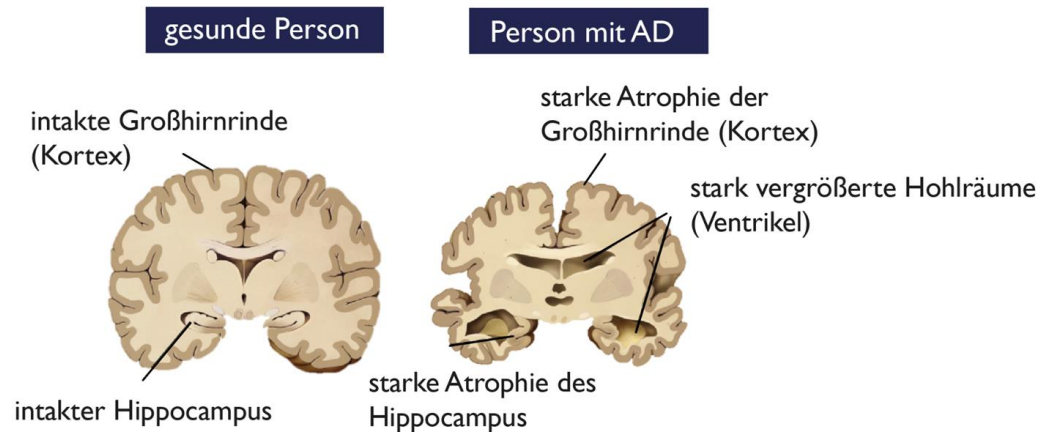 gesunde Person
Person mit AD
intakte Großhirnrinde
(Kortex)
starke Atrophie der
Großhirnrinde (Kortex)
stark vergrößerte Hohlräume
(Ventrikel)
intakter Hippocampus
starke Atrophie des
Hippocampus